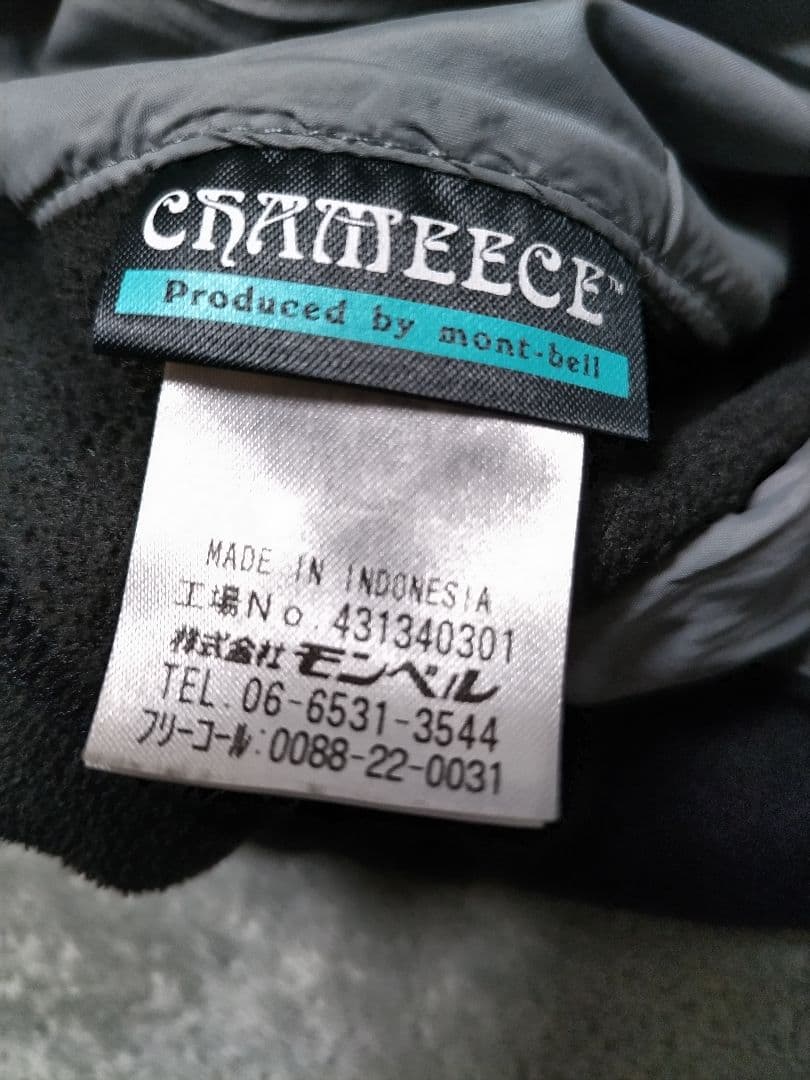 CHAMEECE™
Produced by mont-bell
MADE IN INDONESIA
工場No.431340301
株式会社モンベル
TEL.06-6531-3544
フリーコール:0088-22-0031